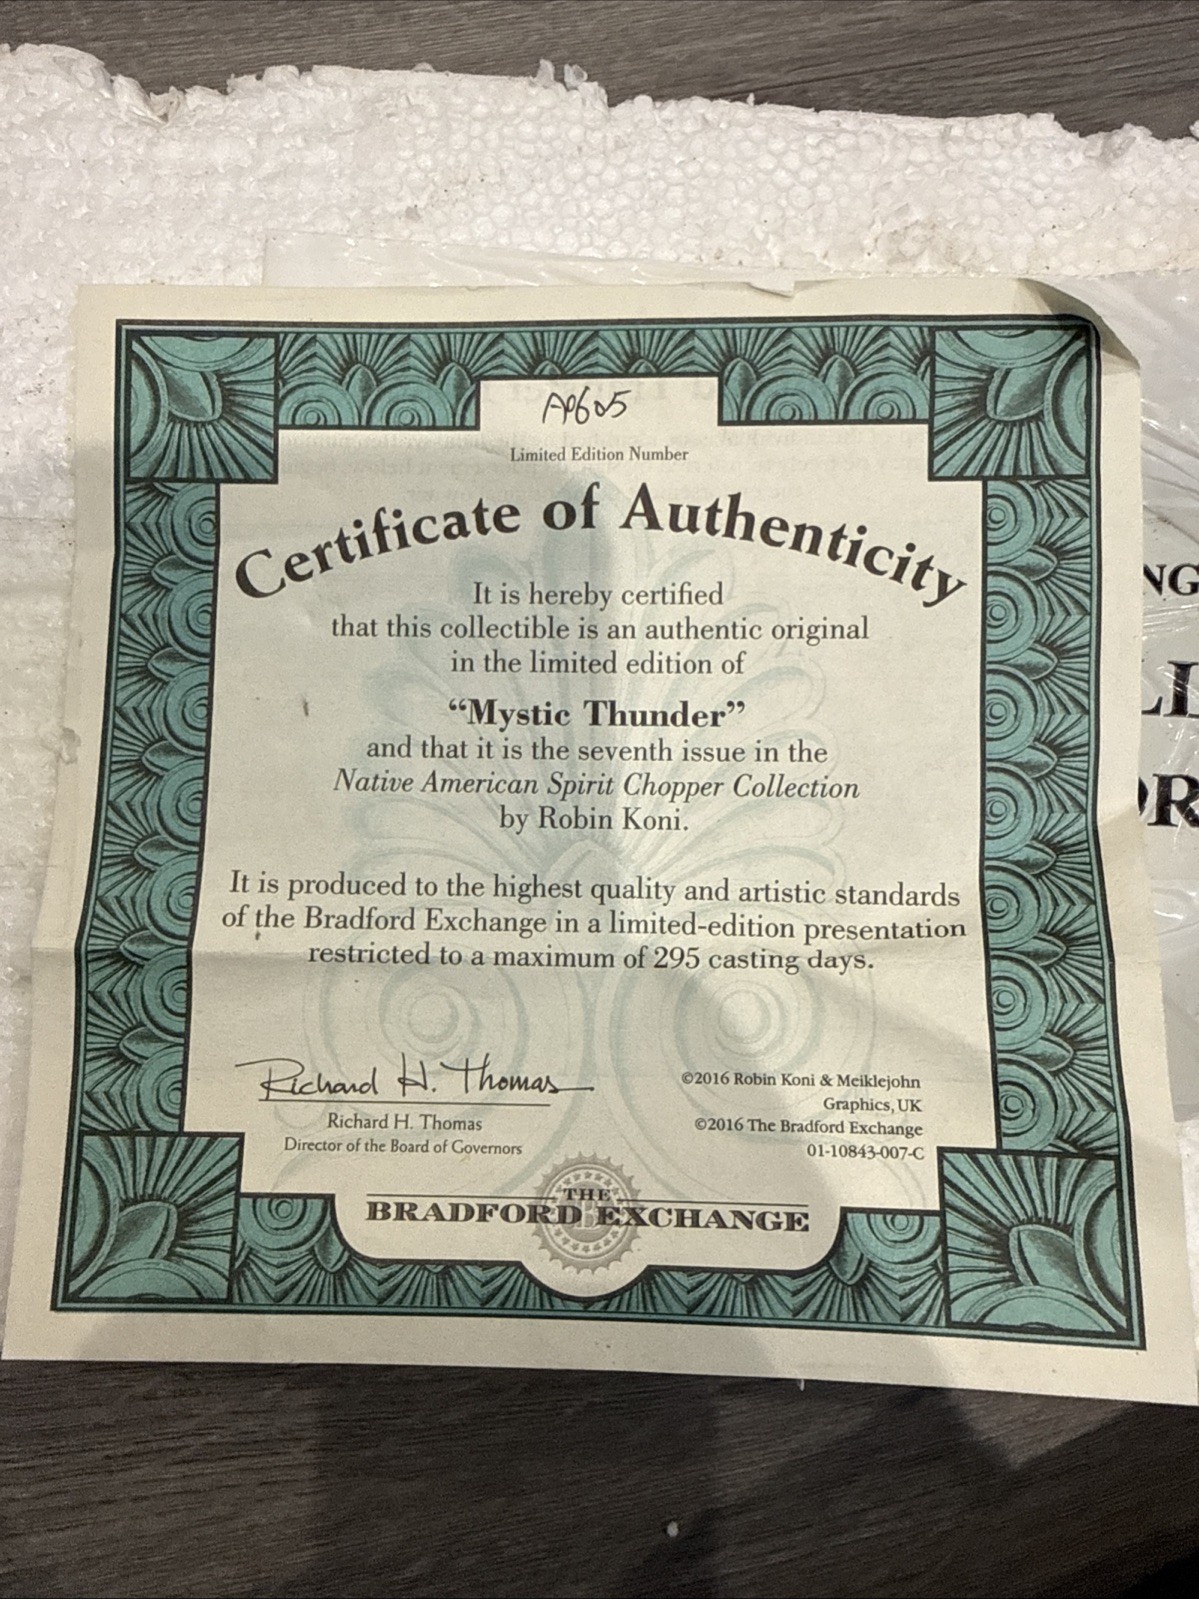 AP605
Limited Edition Number
Certificate of Authenticity
It is hereby certified
that this collectible is an authentic original
in the limited edition of
“Mystic Thunder”
and that it is the seventh issue in the
Native American Spirit Chopper Collection
by Robin Koni.
It is produced to the highest quality and artistic standards
of the Bradford Exchange in a limited-edition presentation
restricted to a maximum of 295 casting days.
Richard H. Thomas
Richard H. Thomas
Director of the Board of Governors
©2016 Robin Koni & Meiklejohn
Graphics, UK
©2016 The Bradford Exchange
01-10843-007-C
THE
BRADFORD EXCHANGE
NG